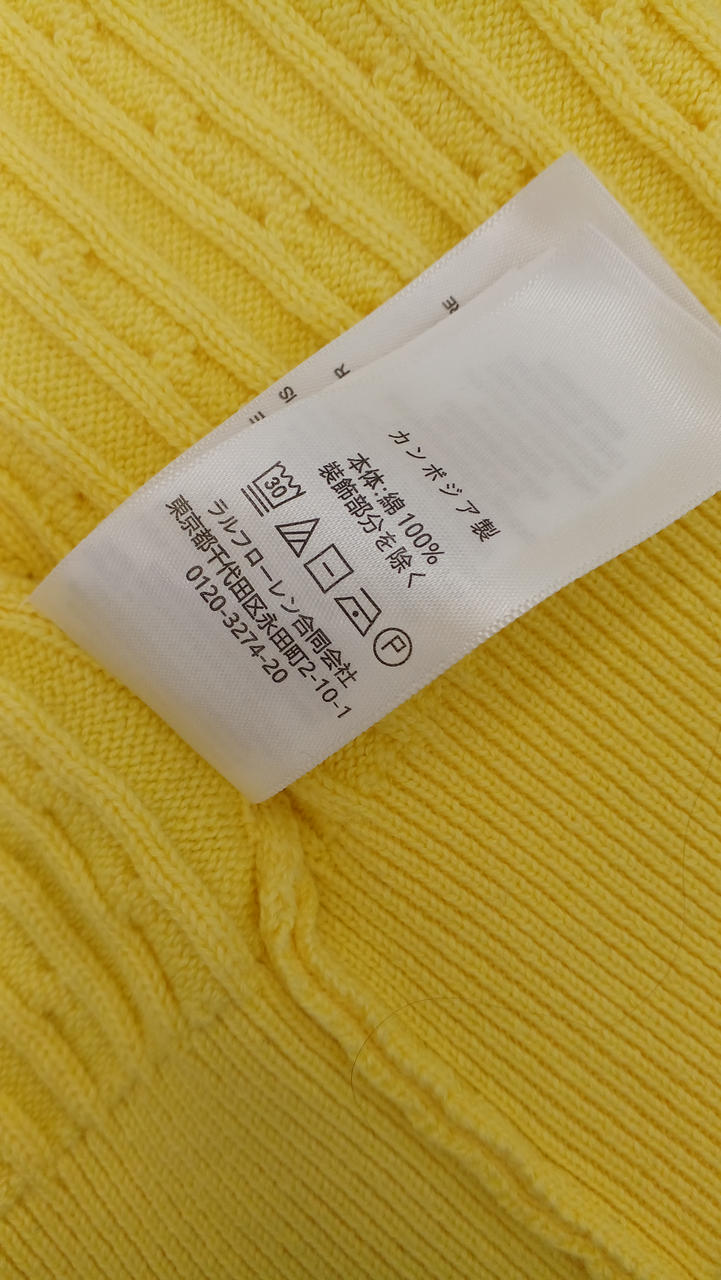 カンボジア製
本体:綿100%
装飾部分を除く
30
P
ラルフローレン合同会社
東京都千代田区永田町2-10-1
0120-3274-20